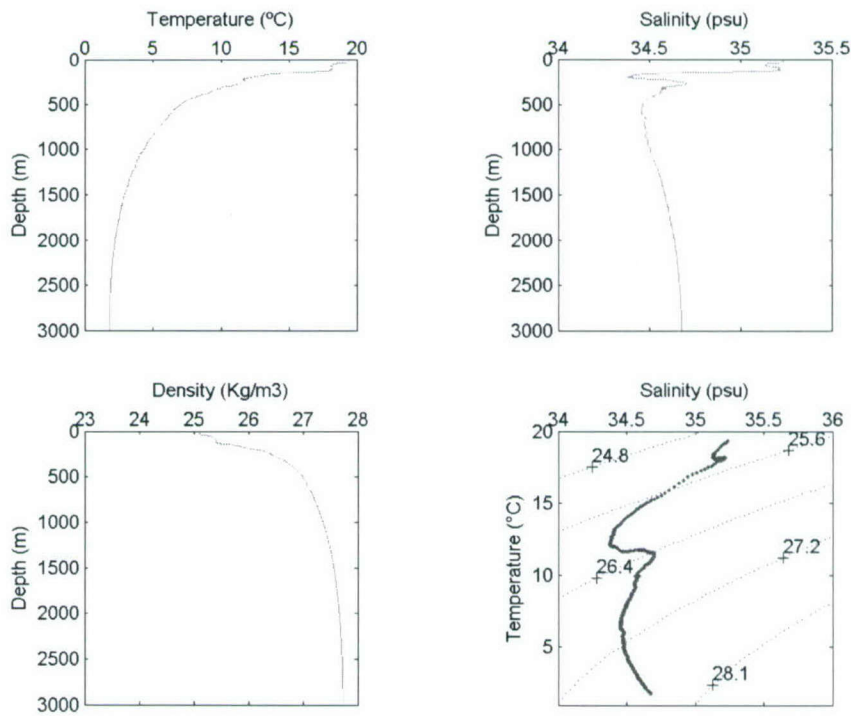 Temperature (ºC)
0 5 10 15 20
0
500
1000
1500
2000
2500
3000
Depth (m)
Salinity (psu)
34 34.5 35 35.5
0
500
1000
1500
2000
2500
3000
Depth (m)
Density (Kg/m3)
23 24 25 26 27 28
0
500
1000
1500
2000
2500
3000
Depth (m)
Salinity (psu)
34 34.5 35 35.5 36
20
15
10
5
Temperature (°C)
24.8
25.6
26.4
27.2
28.1